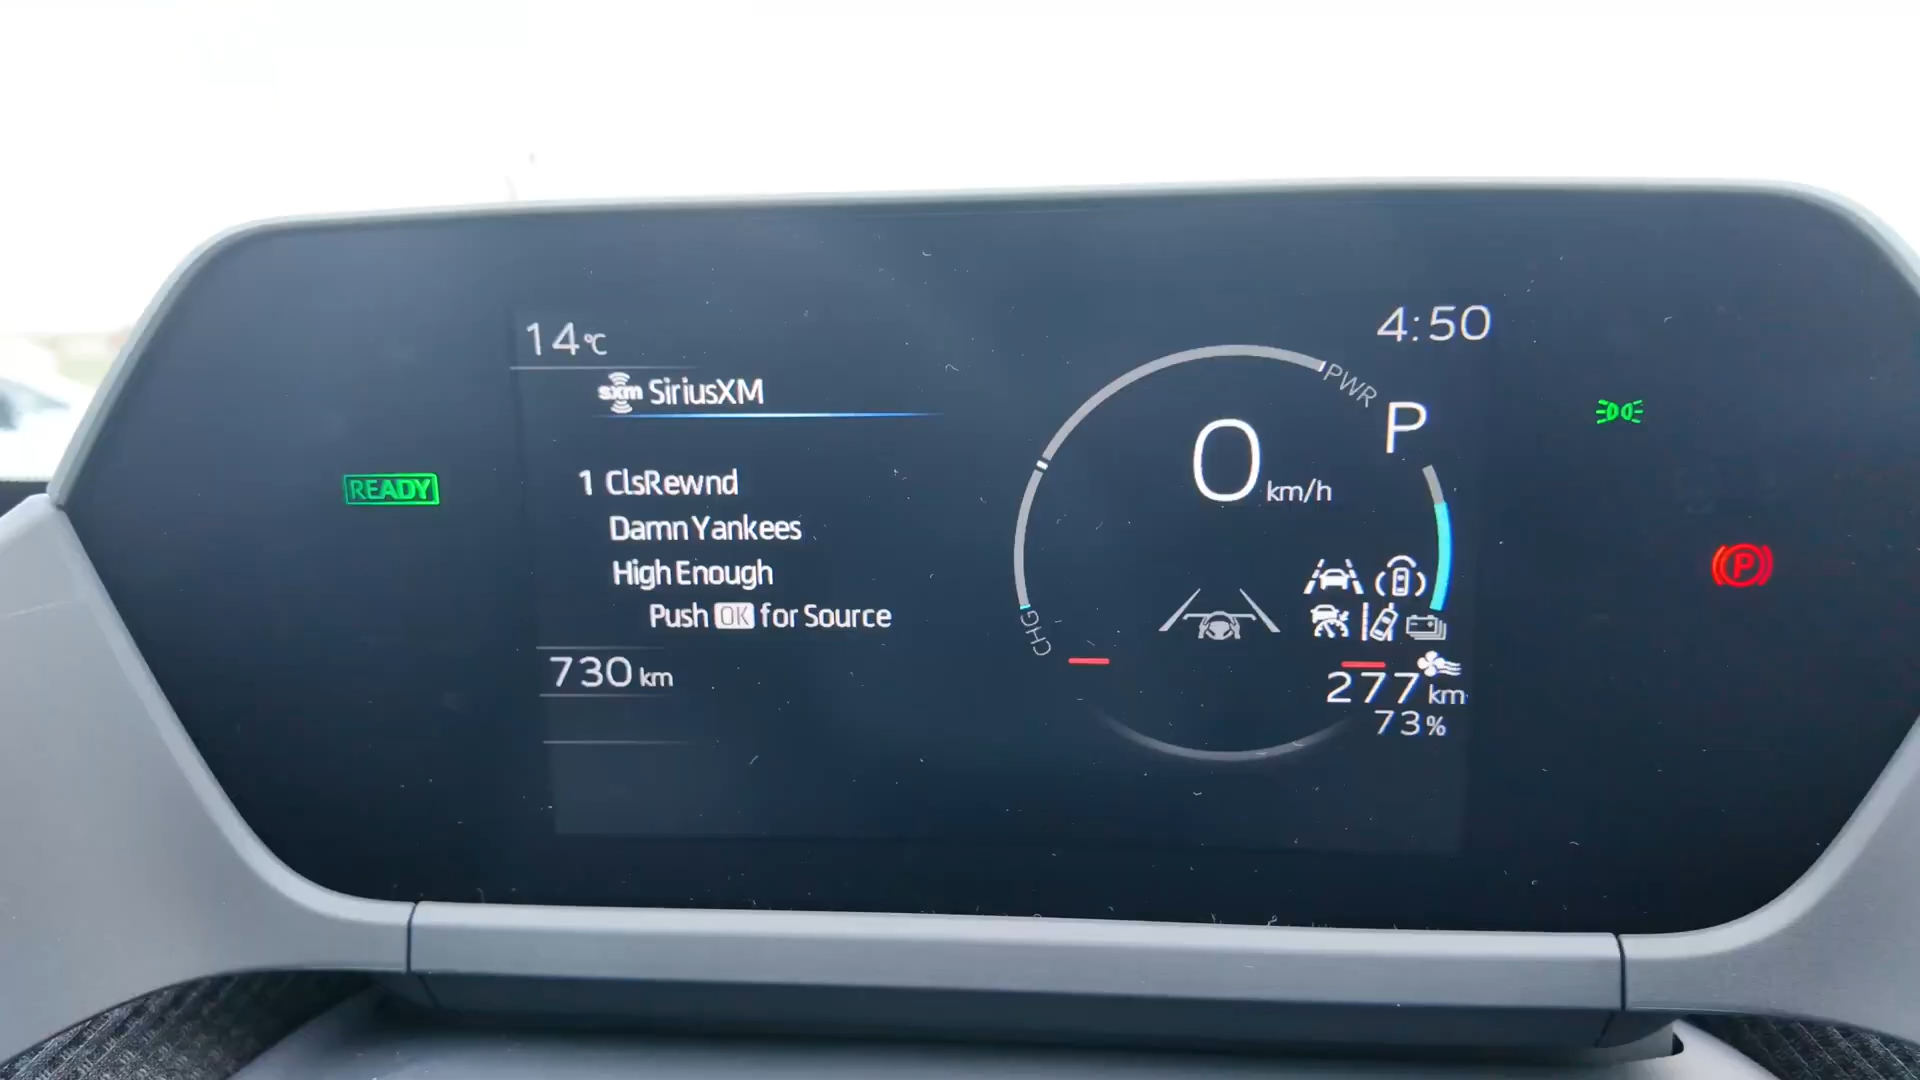 14°C
4:50
sxm SiriusXM
PWR
P
0 km/h
READY
1 ClsRewnd
Damn Yankees
High Enough
Push OK for Source
CHG
P
730 km
277 km
73%